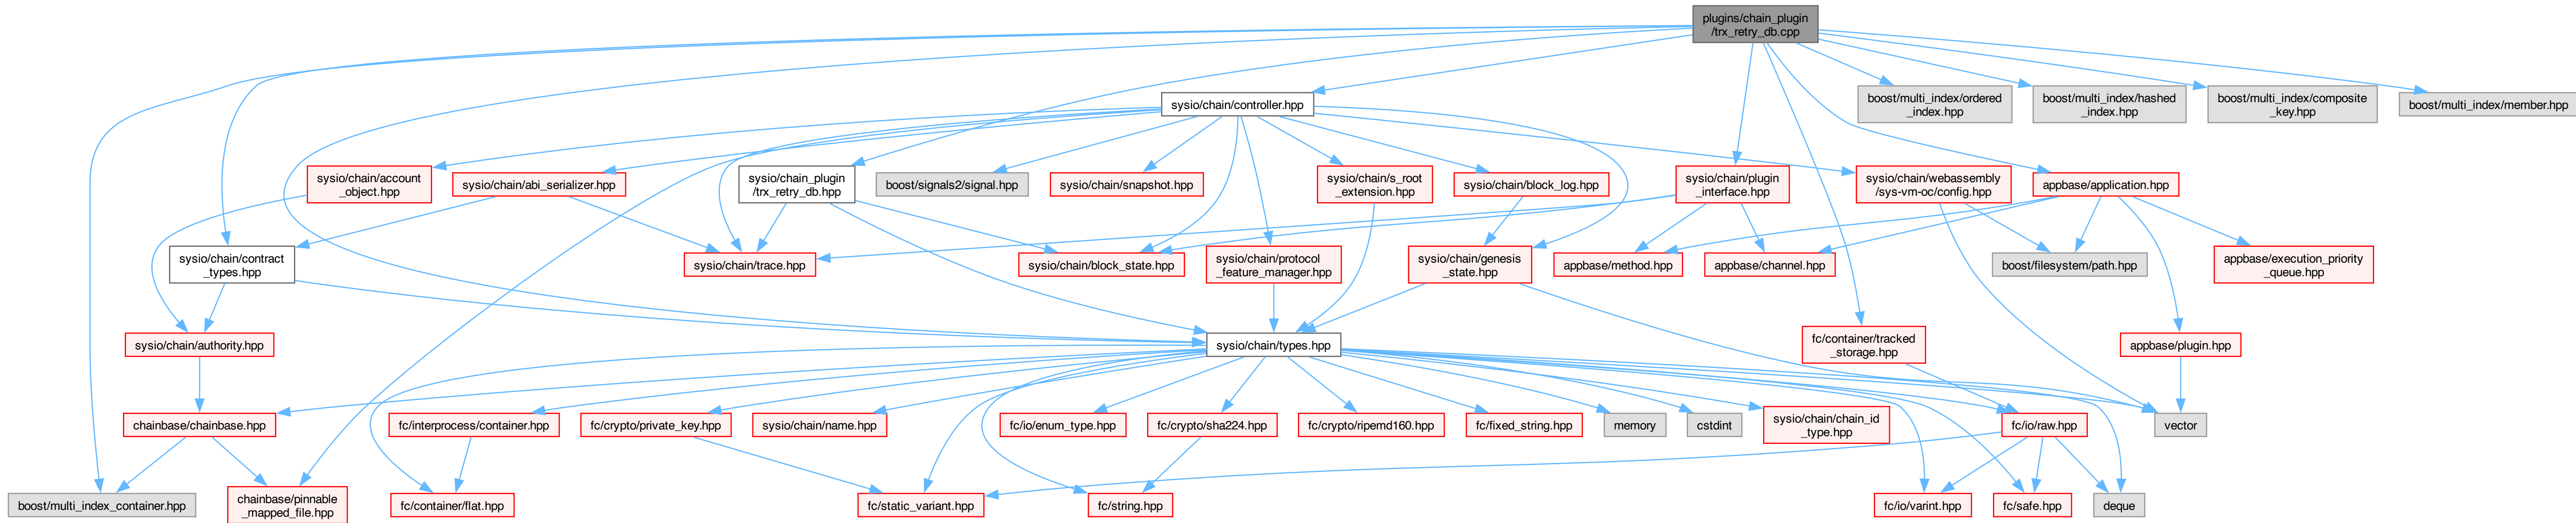 plugins/chain_plugin
/trx_retry_db.cpp
sysio/chain/controller.hpp
boost/multi_index/ordered
_index.hpp
boost/multi_index/hashed
_index.hpp
boost/multi_index/composite
_key.hpp
boost/multi_index/member.hpp
sysio/chain/account
_object.hpp
sysio/chain/abi_serializer.hpp
sysio/chain_plugin
/trx_retry_db.hpp
boost/signals2/signal.hpp
sysio/chain/snapshot.hpp
sysio/chain/s_root
_extension.hpp
sysio/chain/block_log.hpp
sysio/chain/plugin
_interface.hpp
sysio/chain/webassembly
/sys-vm-oc/config.hpp
appbase/application.hpp
sysio/chain/contract
_types.hpp
sysio/chain/trace.hpp
sysio/chain/block_state.hpp
sysio/chain/protocol
_feature_manager.hpp
sysio/chain/genesis
_state.hpp
appbase/method.hpp
appbase/channel.hpp
boost/filesystem/path.hpp
appbase/execution_priority
_queue.hpp
sysio/chain/authority.hpp
sysio/chain/types.hpp
fc/container/tracked
_storage.hpp
appbase/plugin.hpp
chainbase/chainbase.hpp
fc/interprocess/container.hpp
fc/crypto/private_key.hpp
sysio/chain/name.hpp
fc/io/enum_type.hpp
fc/crypto/sha224.hpp
fc/crypto/ripemd160.hpp
fc/fixed_string.hpp
memory
cstdint
sysio/chain/chain_id
_type.hpp
fc/io/raw.hpp
vector
boost/multi_index_container.hpp
chainbase/pinnable
_mapped_file.hpp
fc/container/flat.hpp
fc/static_variant.hpp
fc/string.hpp
fc/io/varint.hpp
fc/safe.hpp
deque